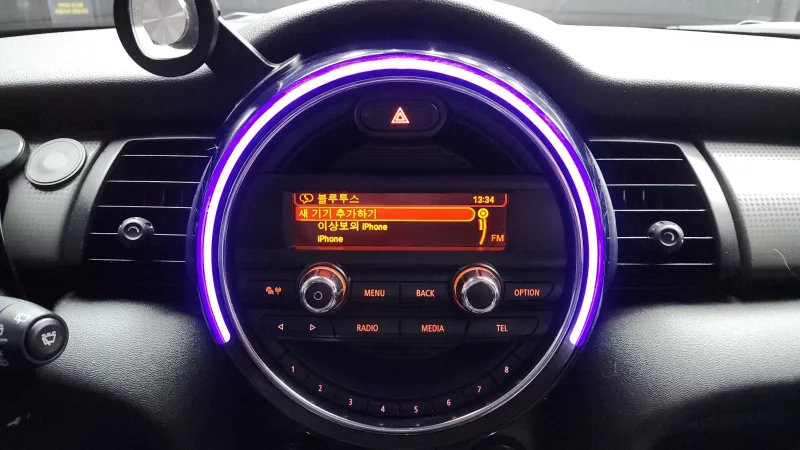 블루투스 13:34
새 기기 추가하기
이상보의 iPhone
iPhone FM
MENU BACK OPTION
RADIO MEDIA TEL
1 2 3 4 5 6 7 8